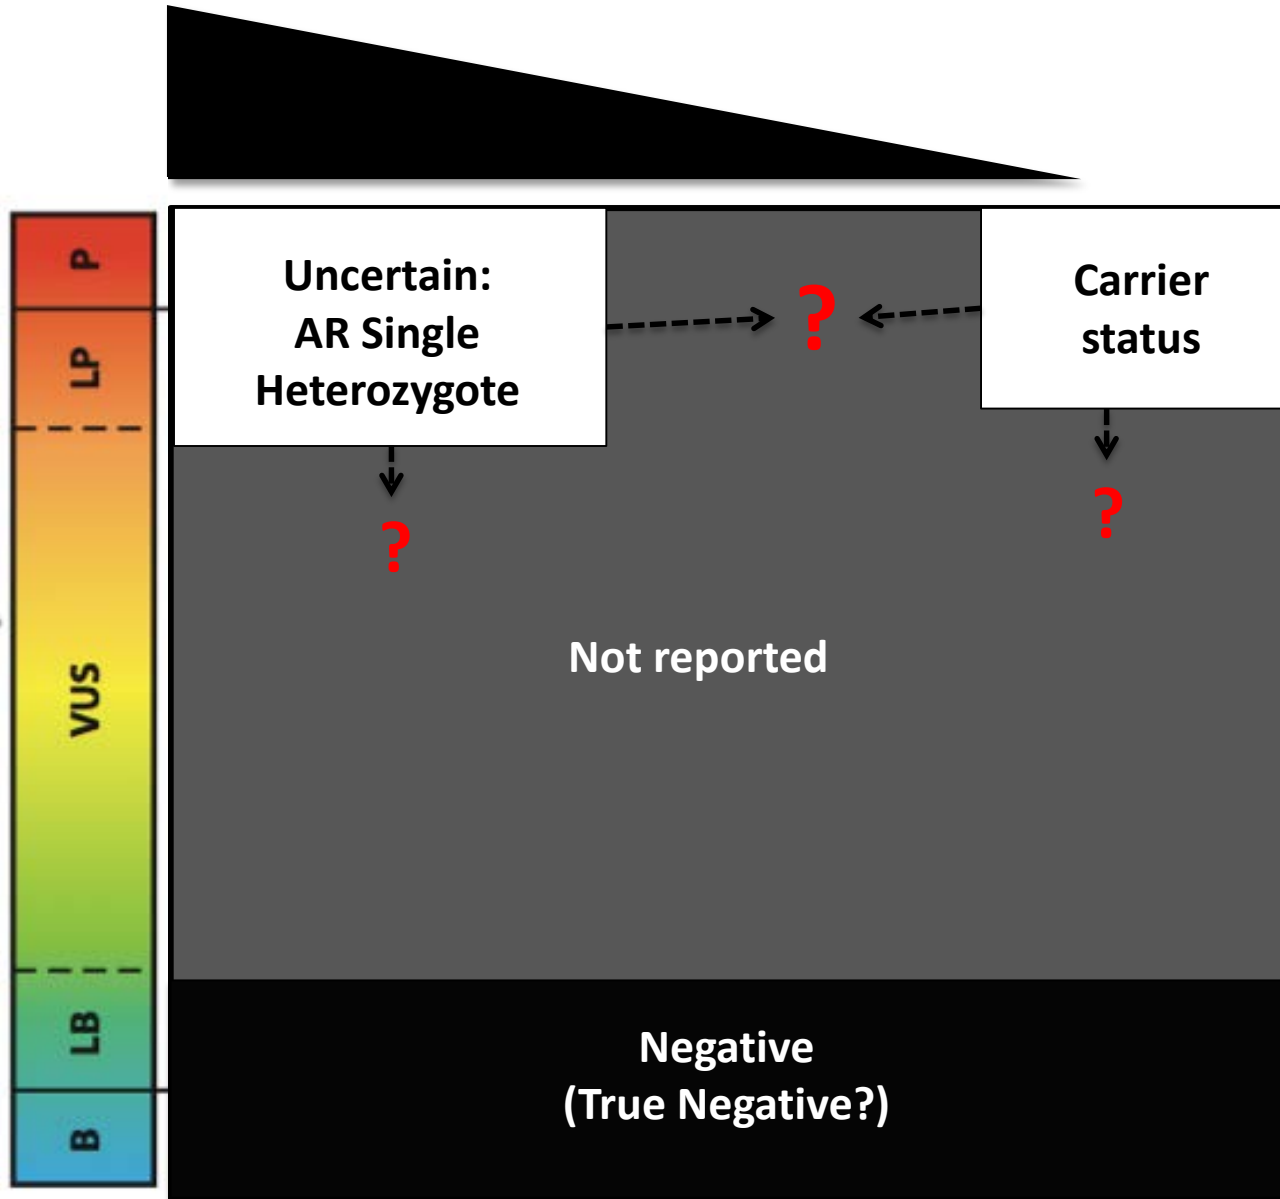 P
LP
VUS
LB
B
Uncertain:
AR Single
Heterozygote
?
Carrier
status
?
?
Not reported
Negative
(True Negative?)